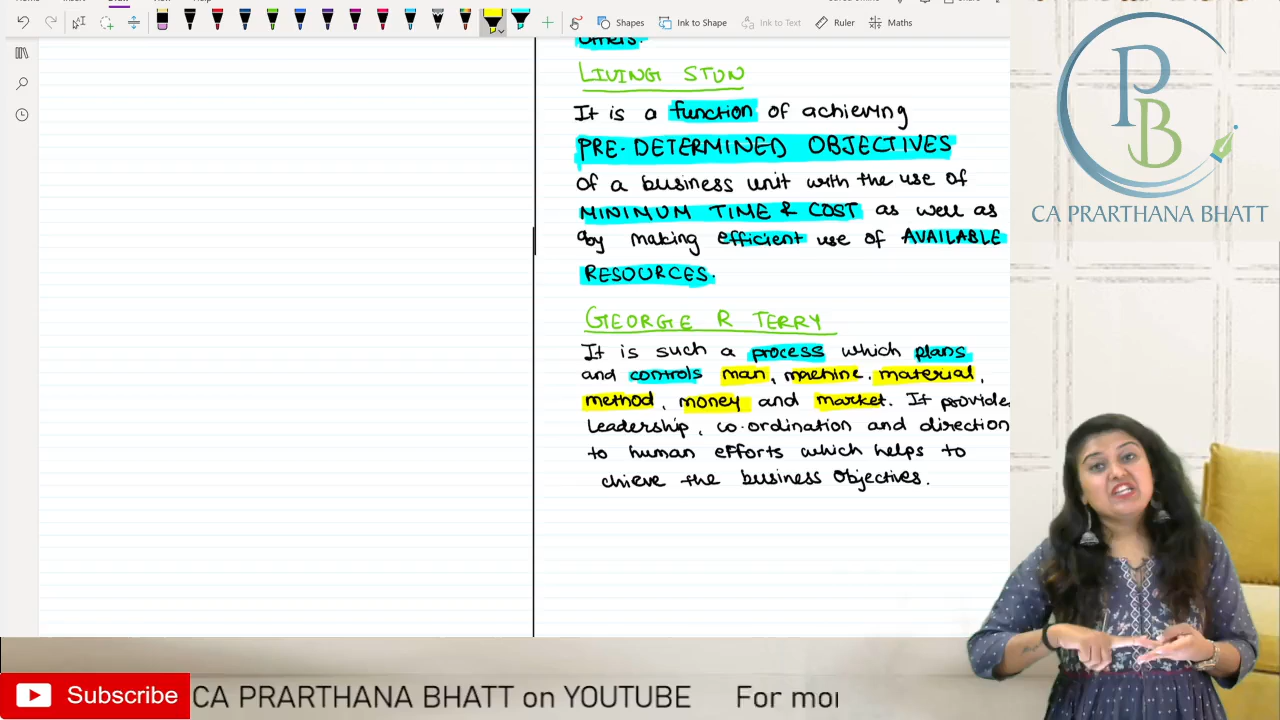 Shapes
Ink to Shape
Ink to Text
Ruler
Maths
others.
LIVING STON
It is a function of achieving
PRE-DETERMINED OBJECTIVES
of a business unit with the use of
MINIMUM TIME & COST as well as
by making efficient use of AVAILABLE
RESOURCES.
GEORGE R TERRY
It is such a process which plans
and controls man, machine, material,
method, money and market. It provide
leadership, co-ordination and direction
to human efforts which helps to
chieve the business objectives.
PB
CA PRARTHANA BHATT
Subscribe
CA PRARTHANA BHATT on YOUTUBE For mor